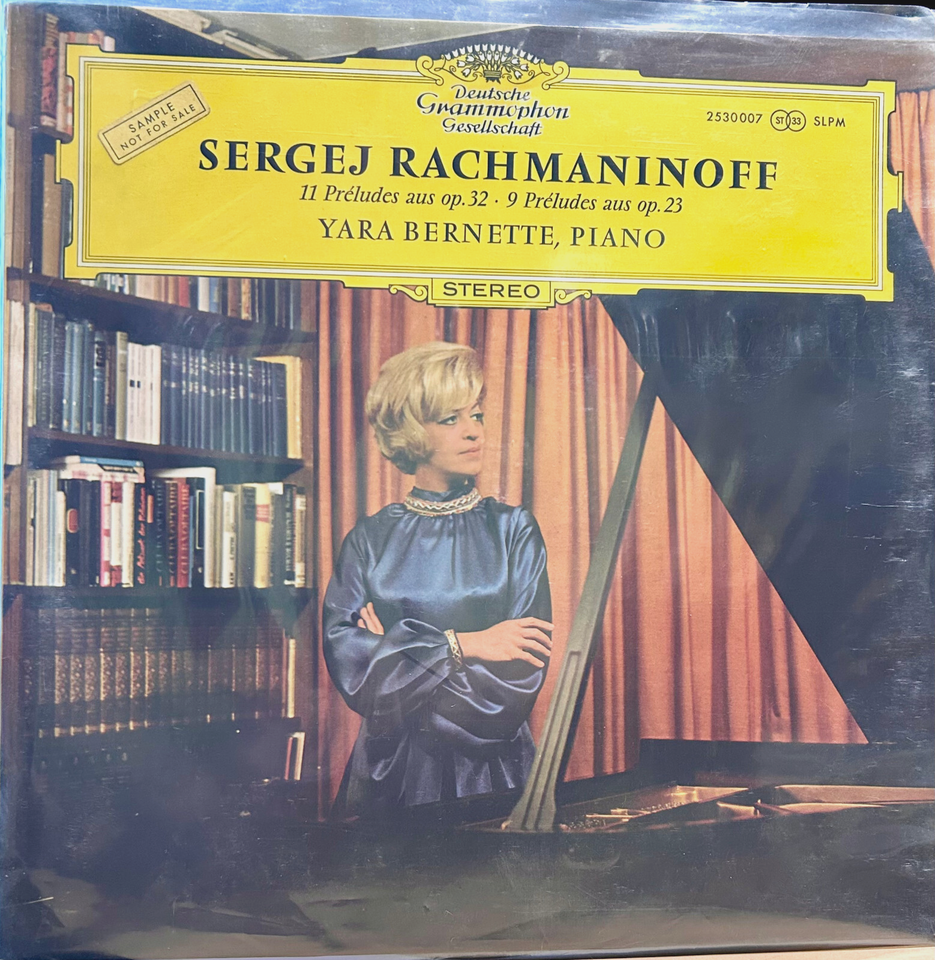 Deutsche
Grammophon
Gesellschaft
SAMPLE
NOT FOR SALE
2530007 ST 33 SLPM
SERGEJ RACHMANINOFF
11 Préludes aus op. 32 · 9 Préludes aus op. 23
YARA BERNETTE, PIANO
STEREO